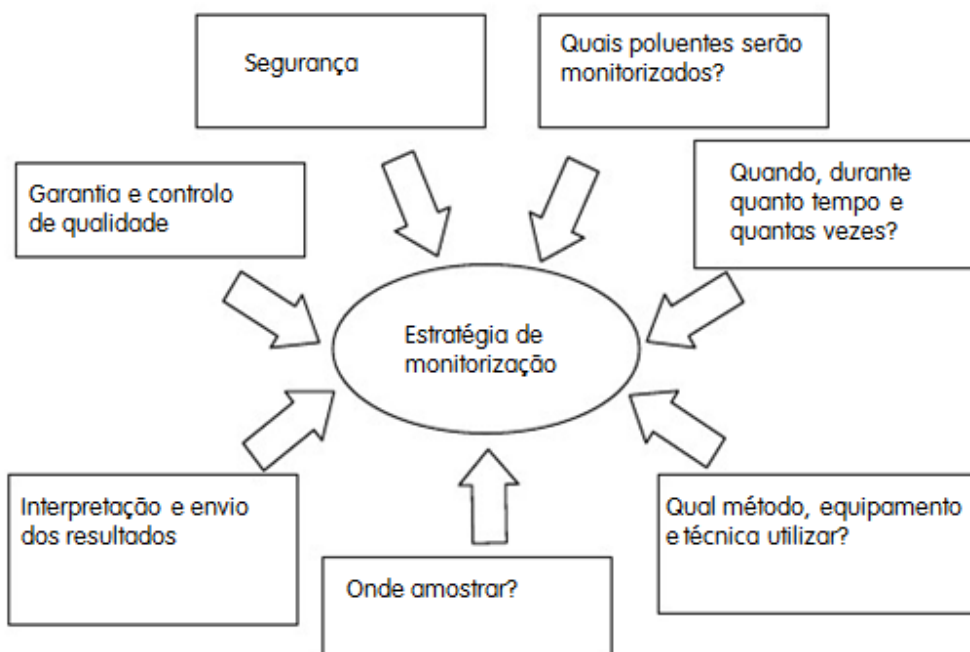 Segurança
Quais poluentes serão
monitorizados?
Garantia e controlo
de qualidade
Quando, durante
quanto tempo e
quantas vezes?
Estratégia de
monitorização
Interpretação e envio
dos resultados
Qual método, equipamento
e técnica utilizar?
Onde amostrar?